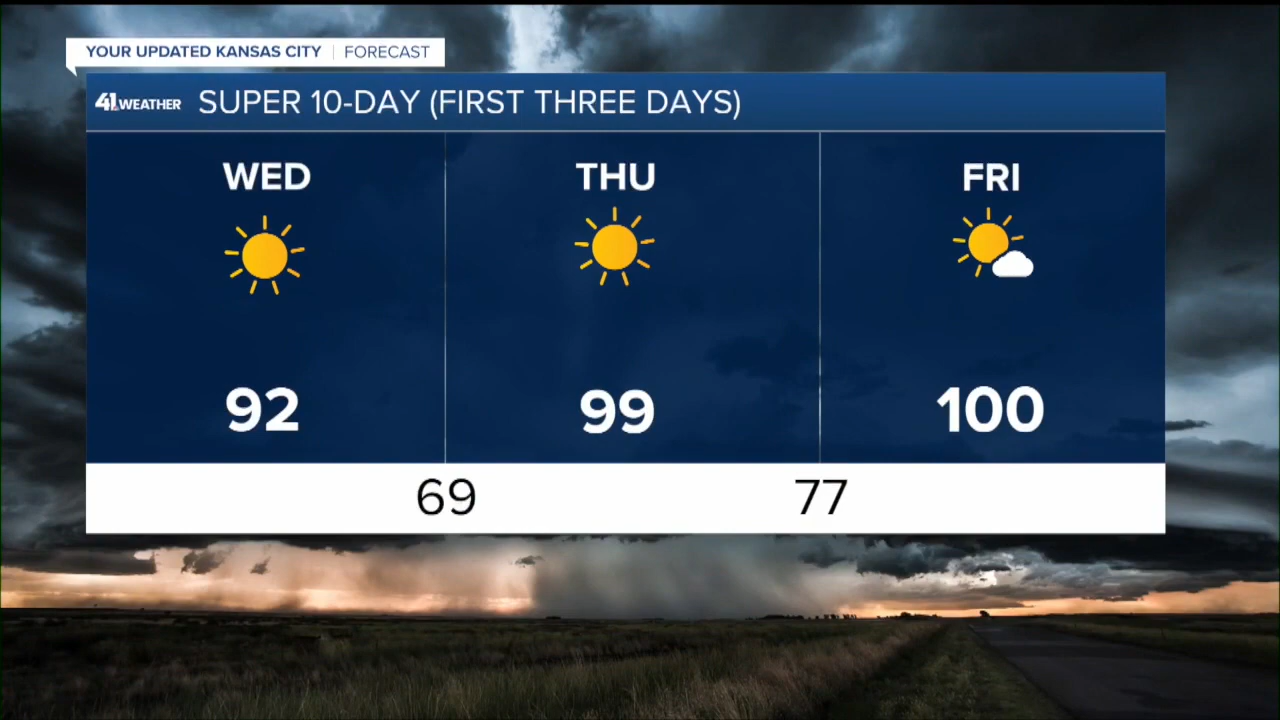 YOUR UPDATED KANSAS CITY | FORECAST
41 WEATHER SUPER 10-DAY (FIRST THREE DAYS)
WED THU FRI
92 99 100
69 77